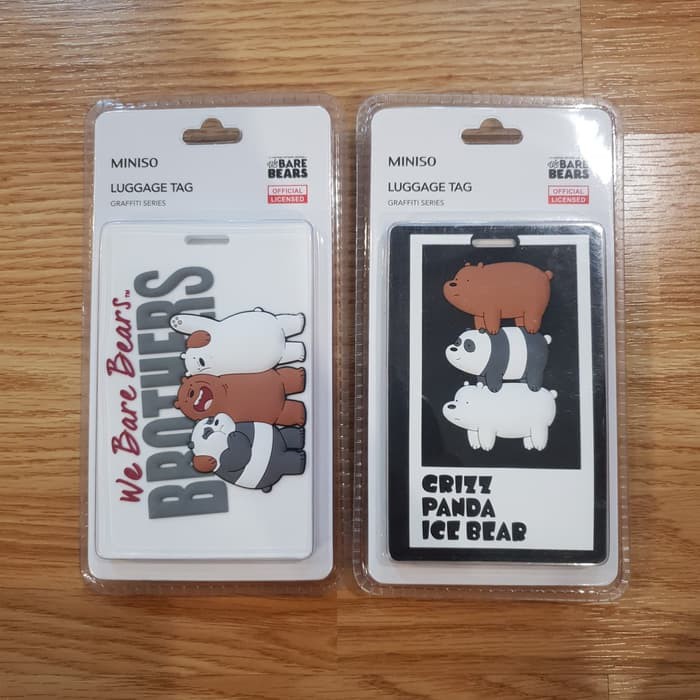 MINISO
We BARE
BEARS
LUGGAGE TAG
OFFICIAL
LICENSED
GRAFFITI SERIES
We Bare Bears™
BROTHERS
MINISO
We BARE
BEARS
LUGGAGE TAG
OFFICIAL
LICENSED
GRAFFITI SERIES
GRIZZ
PANDA
ICE BEAR